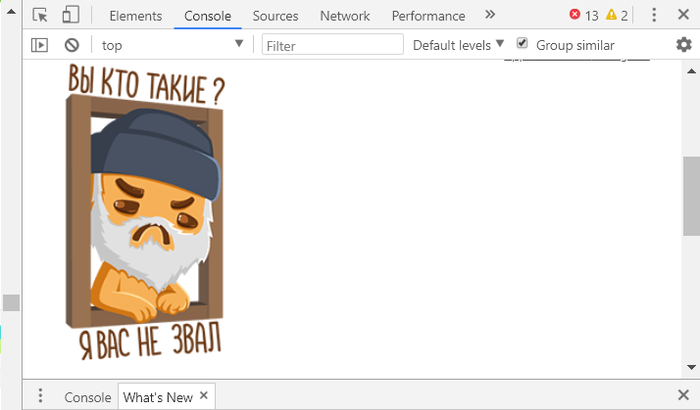 Elements Console Sources Network Performance » 13 2
top Filter Default levels Group similar
ВЫ КТО ТАКИЕ?
Я ВАС НЕ ЗВАЛ
Console What's New